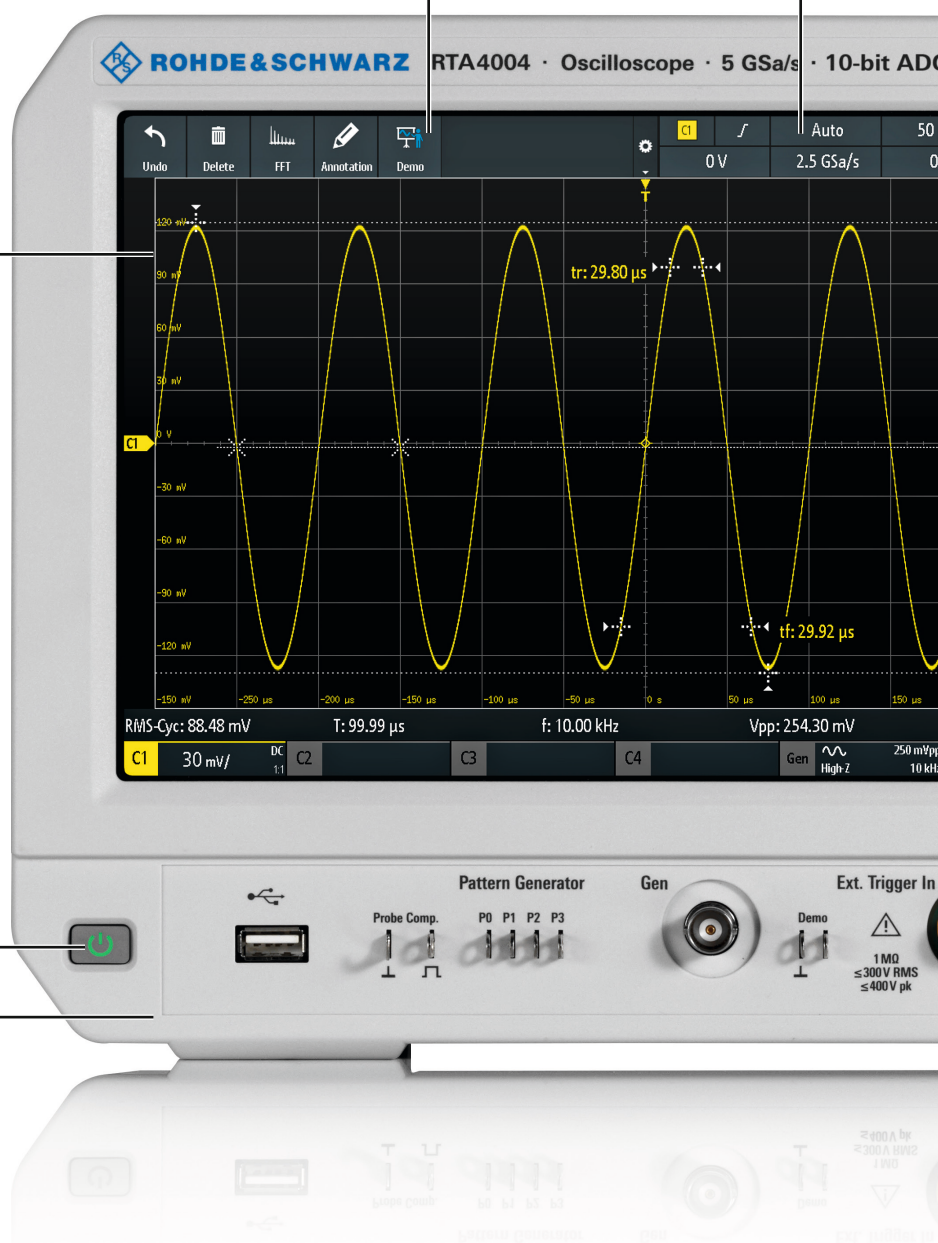 R&S
ROHDE&SCHWARZ RTA4004 · Oscilloscope · 5 GSa/s · 10-bit ADC
Undo Delete FFT Annotation Demo
C1 Auto 50
0 V 2.5 GSa/s 0
T
120 mV
tr: 29.80 µs
90 mV
60 mV
30 mV
C1 0 V
-30 mV
-60 mV
-90 mV
tf: 29.92 µs
-120 mV
-150 mV -250 µs -200 µs -150 µs -100 µs -50 µs 0 s 50 µs 100 µs 150 µs
RMS-Cyc: 88.48 mV T: 99.99 µs f: 10.00 kHz Vpp: 254.30 mV
C1 30 mV/ DC 1:1 C2 C3 C4 Gen High-Z 250 mVpp 10 kHz
Pattern Generator Gen Ext. Trigger In
Probe Comp. P0 P1 P2 P3 Demo
1 MΩ
≤300 V RMS
≤400 V pk